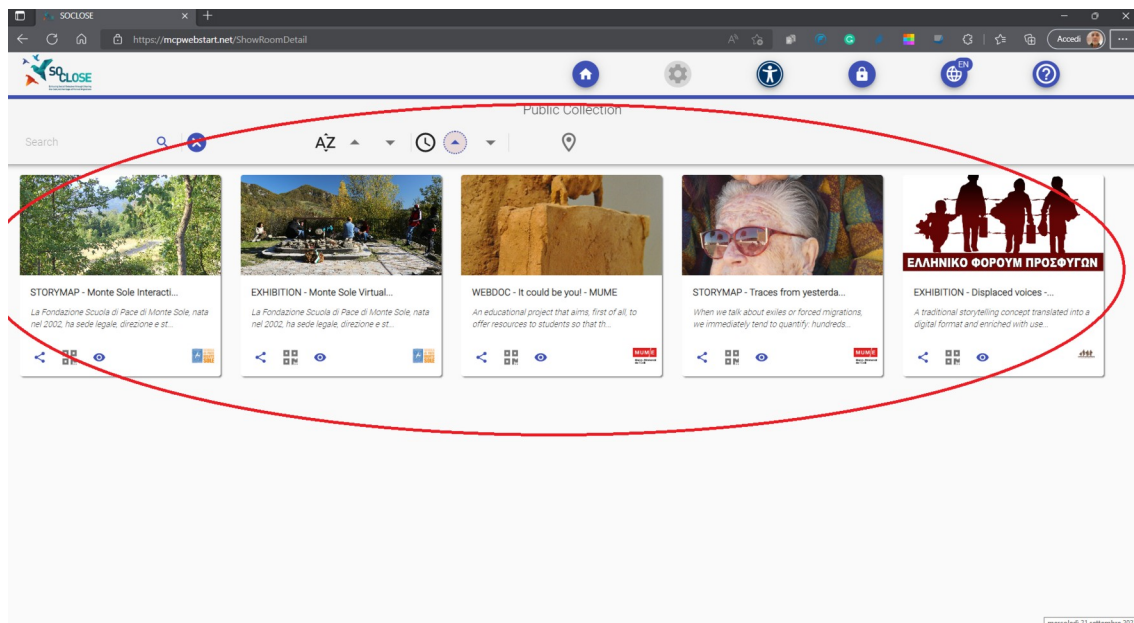 SOCLOSE
https://mcpwebstart.net/ShowRoomDetail
Accedi
SOCLOSE
EN
Public Collection
Search
AZ
ΕΛΛΗΝΙΚΟ ΦΟΡΟΥΜ ΠΡΟΣΦΥΓΩΝ
STORYMAP - Monte Sole Interacti...
La Fondazione Scuola di Pace di Monte Sole, nata
nel 2002, ha sede legale, direzione e st...
EXHIBITION - Monte Sole Virtual...
La Fondazione Scuola di Pace di Monte Sole, nata
nel 2002, ha sede legale, direzione e st...
WEBDOC - It could be you! - MUME
An educational project that aims, first of all, to
offer resources to students so that th...
STORYMAP - Traces from yesterda...
When we talk about exiles or forced migrations,
we immediately tend to quantify: hundreds...
EXHIBITION - Displaced voices -...
A traditional storytelling concept translated into a
digital format and enriched with use...
MUME
MUME